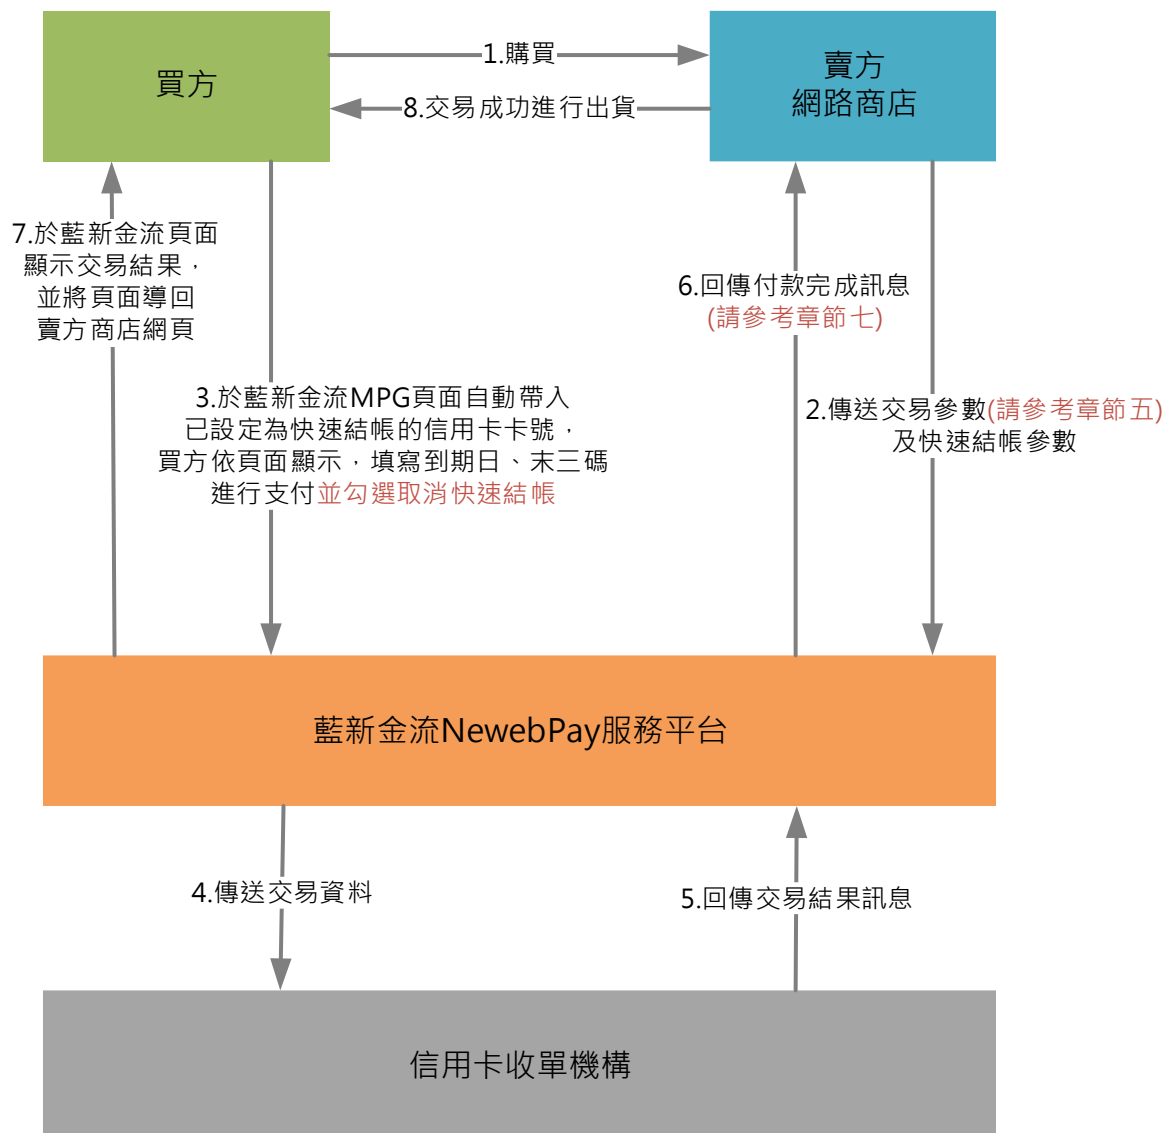 買方
1.購買
賣方
網路商店
8.交易成功進行出貨
7.於藍新金流頁面
顯示交易結果，
並將頁面導回
賣方商店網頁
6.回傳付款完成訊息
(請參考章節七)
3.於藍新金流MPG頁面自動帶入
已設定為快速結帳的信用卡卡號，
買方依頁面顯示，填寫到期日、末三碼
進行支付並勾選取消快速結帳
2.傳送交易參數(請參考章節五)
及快速結帳參數
藍新金流NewebPay服務平台
4.傳送交易資料
5.回傳交易結果訊息
信用卡收單機構